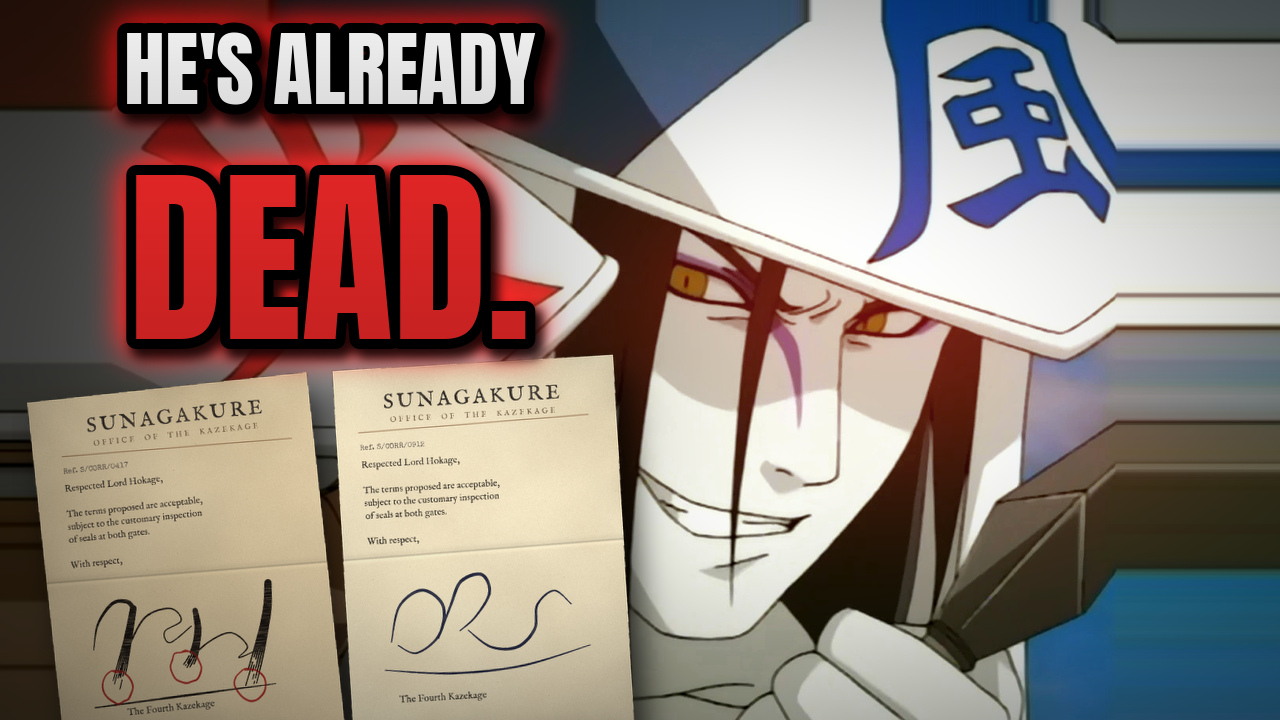 HE'S ALREADY
DEAD.
風
SUNAGAKURE
OFFICE OF THE KAZEKAGE
Ref. S/CORR/0417
Respected Lord Hokage,
The terms proposed are acceptable,
subject to the customary inspection
of seals at both gates.
With respect,
The Fourth Kazekage
SUNAGAKURE
OFFICE OF THE KAZEKAGE
Ref. S/CORR/0912
Respected Lord Hokage,
The terms proposed are acceptable,
subject to the customary inspection
of seals at both gates.
With respect,
The Fourth Kazekage